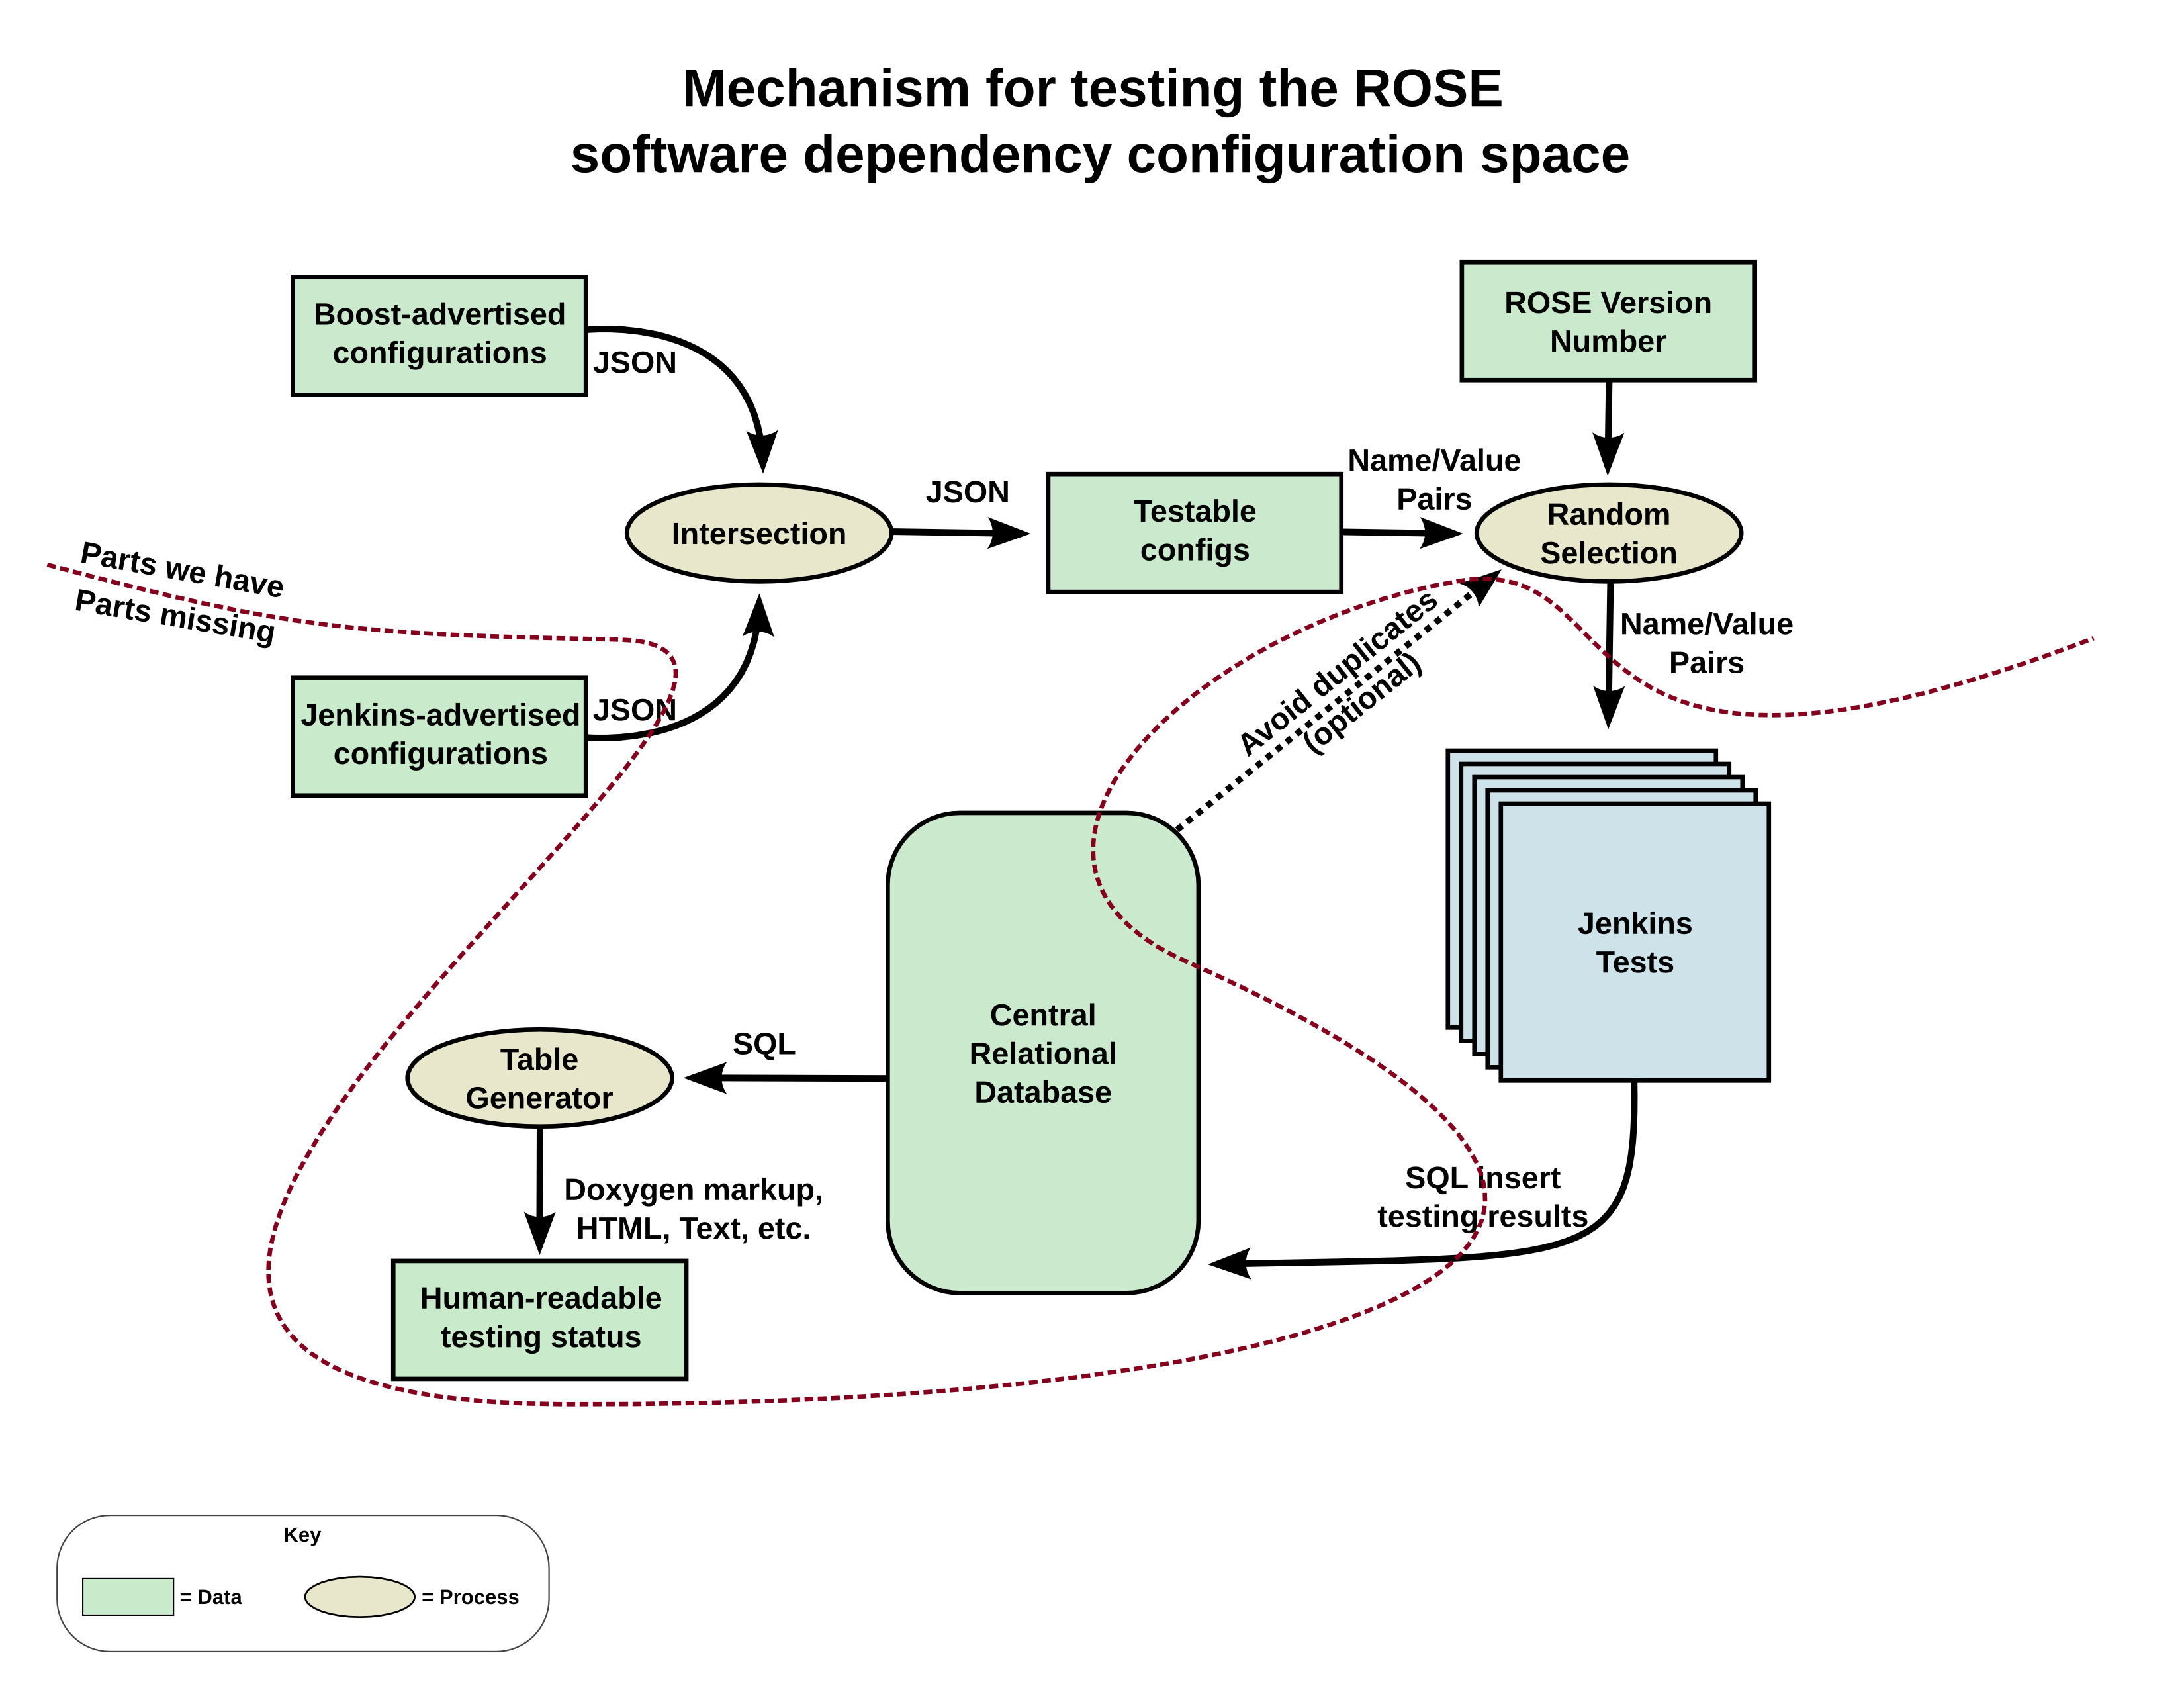 Mechanism for testing the ROSE
software dependency configuration space
Boost-advertised
configurations
JSON
ROSE Version
Number
Intersection
JSON
Testable
configs
Name/Value
Pairs
Random
Selection
Parts we have
Parts missing
Jenkins-advertised
configurations
JSON
Avoid duplicates
(optional)
Name/Value
Pairs
Jenkins
Tests
Central
Relational
Database
SQL
Table
Generator
Doxygen markup,
HTML, Text, etc.
SQL insert
testing results
Human-readable
testing status
Key
= Data
= Process